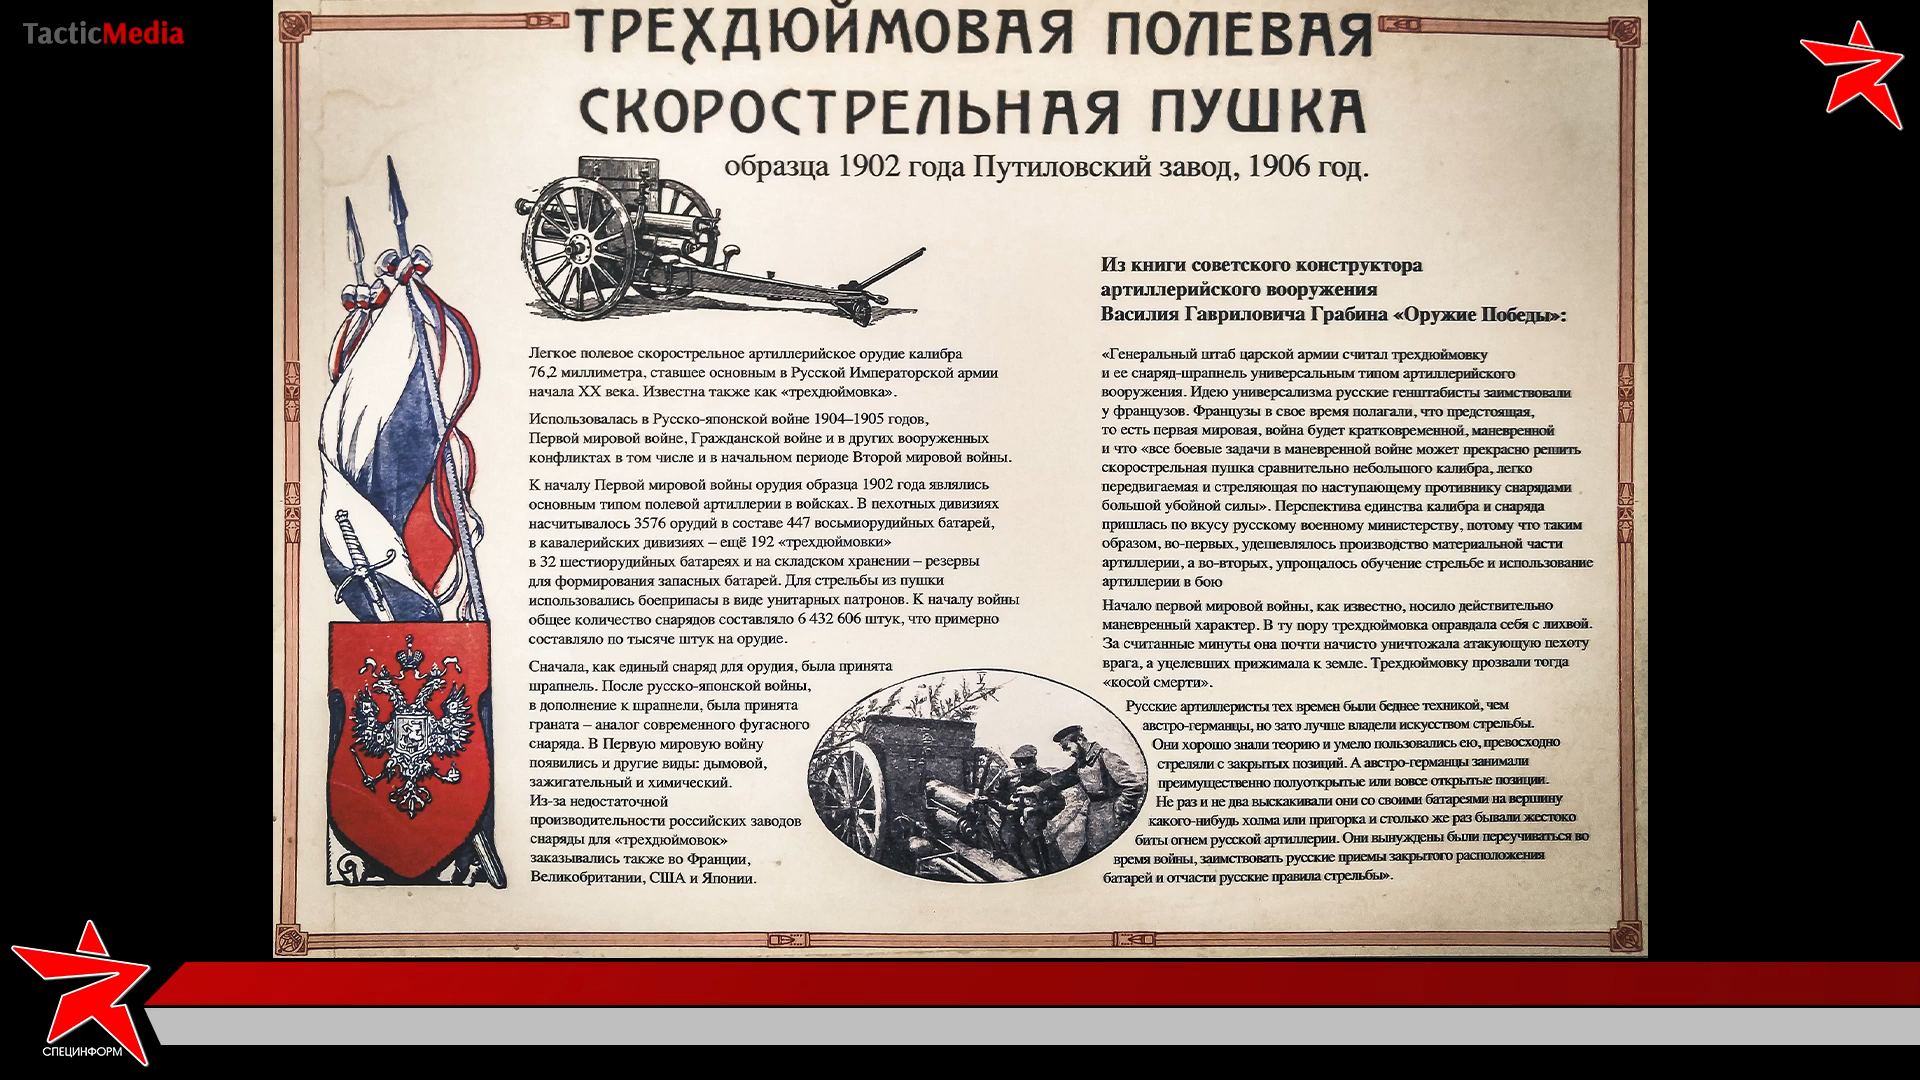 TacticMedia
ТРЕХДЮЙМОВАЯ ПОЛЕВАЯ
СКОРОСТРЕЛЬНАЯ ПУШКА
образца 1902 года Путиловский завод, 1906 год.
Легкое полевое скорострельное артиллерийское орудие калибра
76,2 миллиметра, ставшее основным в Русской Императорской армии
начала XX века. Известна также как «трехдюймовка».
Использовалась в Русско-японской войне 1904–1905 годов,
Первой мировой войне, Гражданской войне и в других вооруженных
конфликтах в том числе и в начальном периоде Второй мировой войны.
К началу Первой мировой войны орудия образца 1902 года являлись
основным типом полевой артиллерии в войсках. В пехотных дивизиях
насчитывалось 3576 орудий в составе 447 восьмиорудийных батарей,
в кавалерийских дивизиях – ещё 192 «трехдюймовки»
в 32 шестиорудийных батареях и на складском хранении – резервы
для формирования запасных батарей. Для стрельбы из пушки
использовались боеприпасы в виде унитарных патронов. К началу войны
общее количество снарядов составляло 6 432 606 штук, что примерно
составляло по тысяче штук на орудие.
Сначала, как единый снаряд для орудия, была принята
шрапнель. После русско-японской войны,
в дополнение к шрапнели, была принята
граната – аналог современного фугасного
снаряда. В Первую мировую войну
появились и другие виды: дымовой,
зажигательный и химический.
Из-за недостаточной
производительности российских заводов
снаряды для «трехдюймовок»
заказывались также во Франции,
Великобритании, США и Японии.
Из книги советского конструктора
артиллерийского вооружения
Василия Гавриловича Грабина «Оружие Победы»:
«Генеральный штаб царской армии считал трехдюймовку
и ее снаряд-шрапнель универсальным типом артиллерийского
вооружения. Идею универсализма русские генштабисты заимствовали
у французов. Французы в свое время полагали, что предстоящая,
то есть первая мировая, война будет кратковременной, маневренной
и что «все боевые задачи в маневренной войне может прекрасно решить
скорострельная пушка сравнительно небольшого калибра, легко
передвигаемая и стреляющая по наступающему противнику снарядами
большой убойной силы». Перспектива единства калибра и снаряда
пришлась по вкусу русскому военному министерству, потому что таким
образом, во-первых, удешевлялось производство материальной части
артиллерии, а во-вторых, упрощалось обучение стрельбе и использование
артиллерии в бою
Начало первой мировой войны, как известно, носило действительно
маневренный характер. В ту пору трехдюймовка оправдала себя с лихвой.
За считанные минуты она почти начисто уничтожала атакующую пехоту
врага, а уцелевших прижимала к земле. Трехдюймовку прозвали тогда
«косой смерти».
Русские артиллеристы тех времен были беднее техникой, чем
австро-германцы, но зато лучше владели искусством стрельбы.
Они хорошо знали теорию и умело пользовались ею, превосходно
стреляли с закрытых позиций. А австро-германцы занимали
преимущественно полуоткрытые или вовсе открытые позиции.
Не раз и не два выскакивали они со своими батареями на вершину
какого-нибудь холма или пригорка и столько же раз бывали жестоко
биты огнем русской артиллерии. Они вынуждены были переучиваться во
время войны, заимствовать русские приемы закрытого расположения
батарей и отчасти русские правила стрельбы».
СПЕЦИНФОРМ